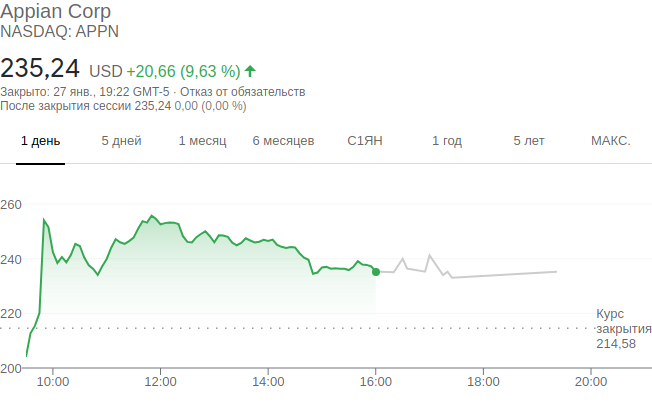 Appian Corp
NASDAQ: APPN
235,24 USD +20,66 (9,63 %)
Закрыто: 27 янв., 19:22 GMT-5 · Отказ от обязательств
После закрытия сессии 235,24 0,00 (0,00 %)
1 день 5 дней 1 месяц 6 месяцев С1ЯН 1 год 5 лет МАКС.
260
240
220
Курс
закрытия
214,58
200
10:00 12:00 14:00 16:00 18:00 20:00